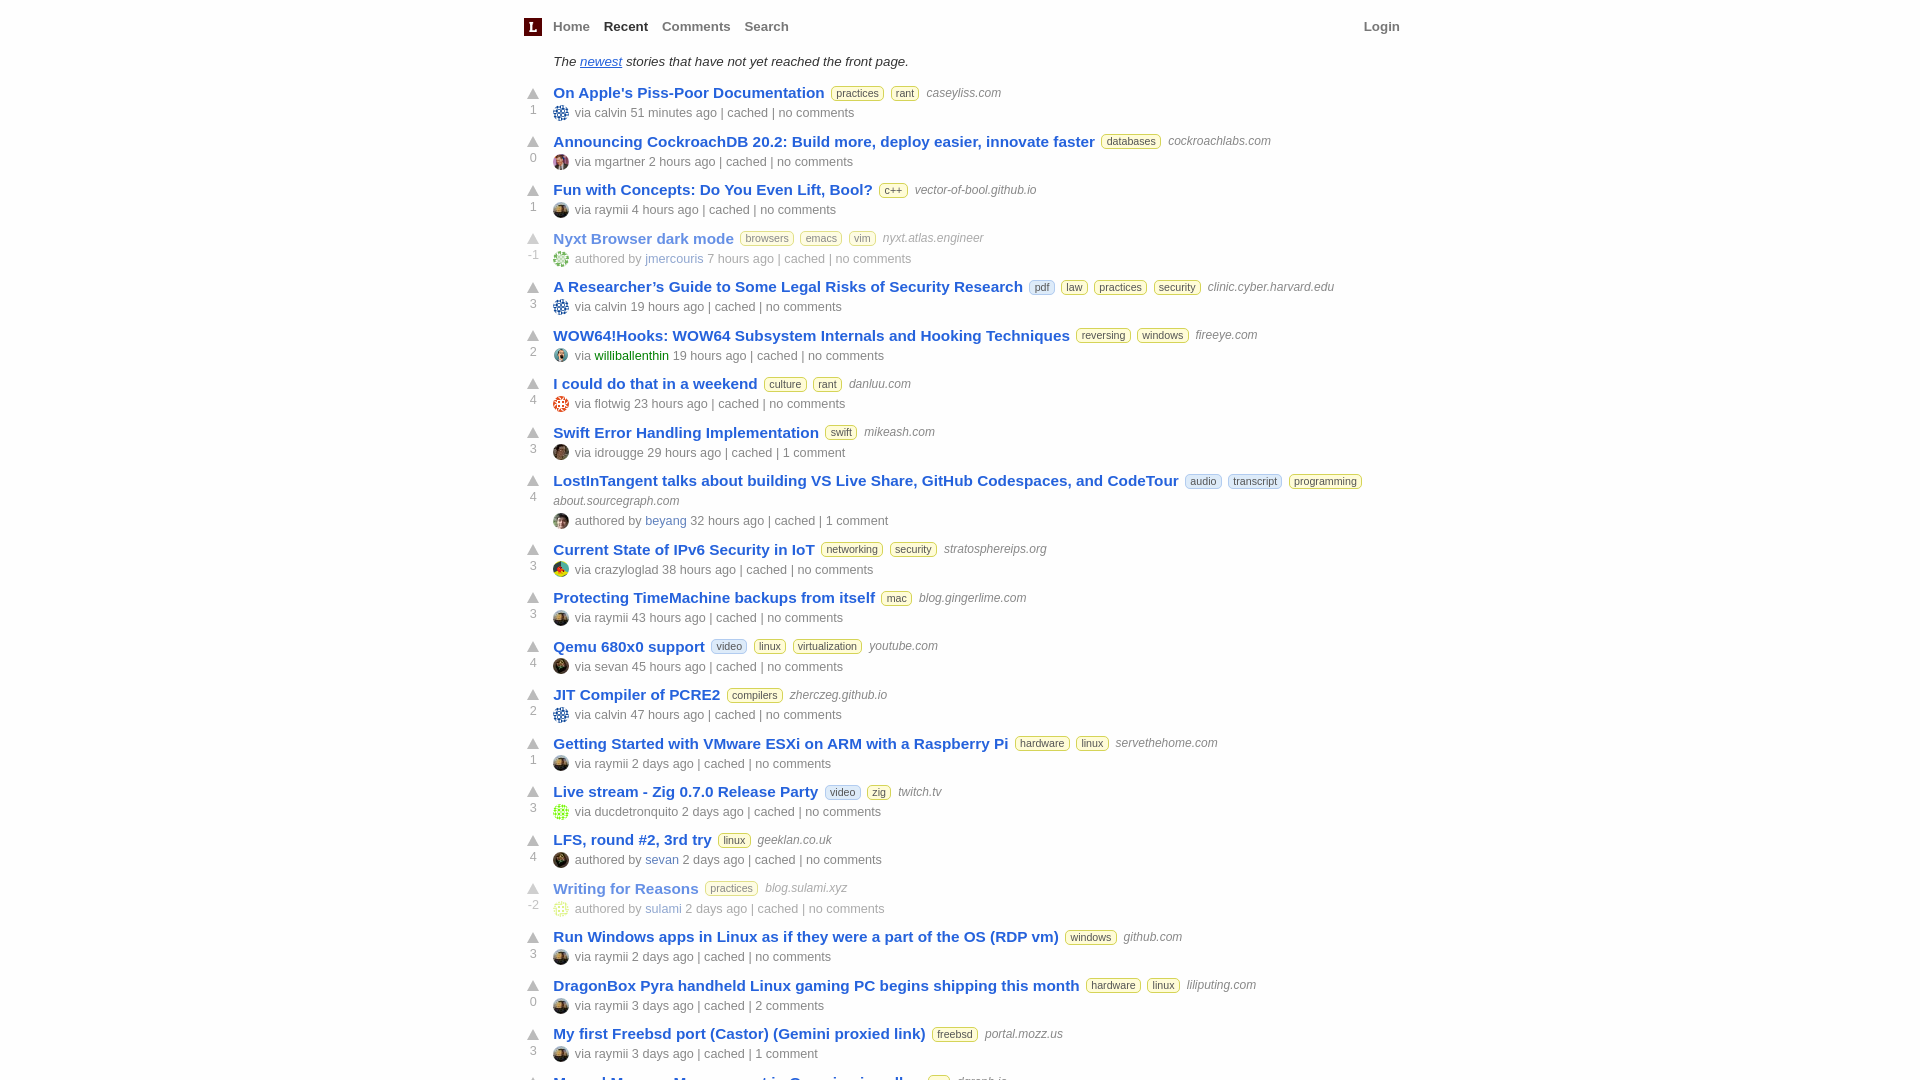 L Home Recent Comments Search Login
The newest stories that have not yet reached the front page.
On Apple's Piss-Poor Documentation practices rant caseyliss.com
1 via calvin 51 minutes ago | cached | no comments
Announcing CockroachDB 20.2: Build more, deploy easier, innovate faster databases cockroachlabs.com
0 via mgartner 2 hours ago | cached | no comments
Fun with Concepts: Do You Even Lift, Bool? c++ vector-of-bool.github.io
1 via raymii 4 hours ago | cached | no comments
Nyxt Browser dark mode browsers emacs vim nyxt.atlas.engineer
-1 authored by jmercouris 7 hours ago | cached | no comments
A Researcher’s Guide to Some Legal Risks of Security Research pdf law practices security clinic.cyber.harvard.edu
3 via calvin 19 hours ago | cached | no comments
WOW64!Hooks: WOW64 Subsystem Internals and Hooking Techniques reversing windows fireeye.com
2 via williballenthin 19 hours ago | cached | no comments
I could do that in a weekend culture rant danluu.com
4 via flotwig 23 hours ago | cached | no comments
Swift Error Handling Implementation swift mikeash.com
3 via idrougge 29 hours ago | cached | 1 comment
LostInTangent talks about building VS Live Share, GitHub Codespaces, and CodeTour audio transcript programming
4 about.sourcegraph.com
authored by beyang 32 hours ago | cached | 1 comment
Current State of IPv6 Security in IoT networking security stratosphereips.org
3 via crazyloglad 38 hours ago | cached | no comments
Protecting TimeMachine backups from itself mac blog.gingerlime.com
3 via raymii 43 hours ago | cached | no comments
Qemu 680x0 support video linux virtualization youtube.com
4 via sevan 45 hours ago | cached | no comments
JIT Compiler of PCRE2 compilers zherczeg.github.io
2 via calvin 47 hours ago | cached | no comments
Getting Started with VMware ESXi on ARM with a Raspberry Pi hardware linux servethehome.com
1 via raymii 2 days ago | cached | no comments
Live stream - Zig 0.7.0 Release Party video zig twitch.tv
3 via ducdetronquito 2 days ago | cached | no comments
LFS, round #2, 3rd try linux geeklan.co.uk
4 authored by sevan 2 days ago | cached | no comments
Writing for Reasons practices blog.sulami.xyz
-2 authored by sulami 2 days ago | cached | no comments
Run Windows apps in Linux as if they were a part of the OS (RDP vm) windows github.com
3 via raymii 2 days ago | cached | no comments
DragonBox Pyra handheld Linux gaming PC begins shipping this month hardware linux liliputing.com
0 via raymii 3 days ago | cached | 2 comments
My first Freebsd port (Castor) (Gemini proxied link) freebsd portal.mozz.us
3 via raymii 3 days ago | cached | 1 comment